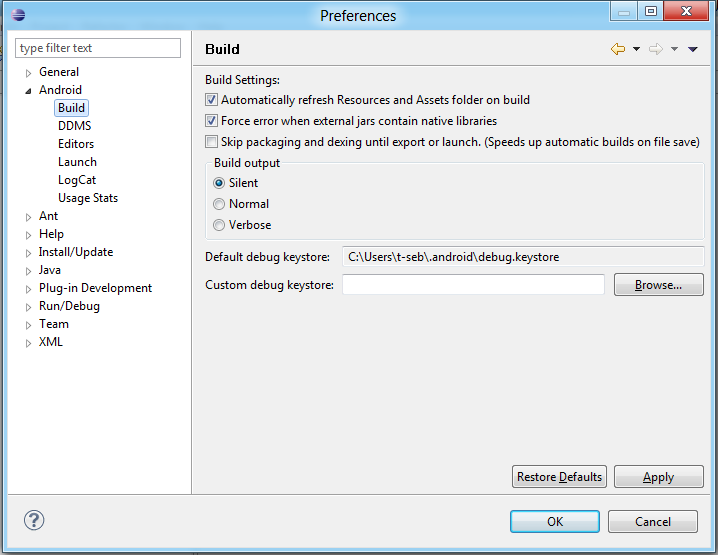 Preferences
type filter text
General
Android
Build
DDMS
Editors
Launch
LogCat
Usage Stats
Ant
Help
Install/Update
Java
Plug-in Development
Run/Debug
Team
XML
Build
Build Settings:
Automatically refresh Resources and Assets folder on build
Force error when external jars contain native libraries
Skip packaging and dexing until export or launch. (Speeds up automatic builds on file save)
Build output
Silent
Normal
Verbose
Default debug keystore: C:\Users\t-seb\.android\debug.keystore
Custom debug keystore: Browse...
Restore Defaults Apply
? OK Cancel